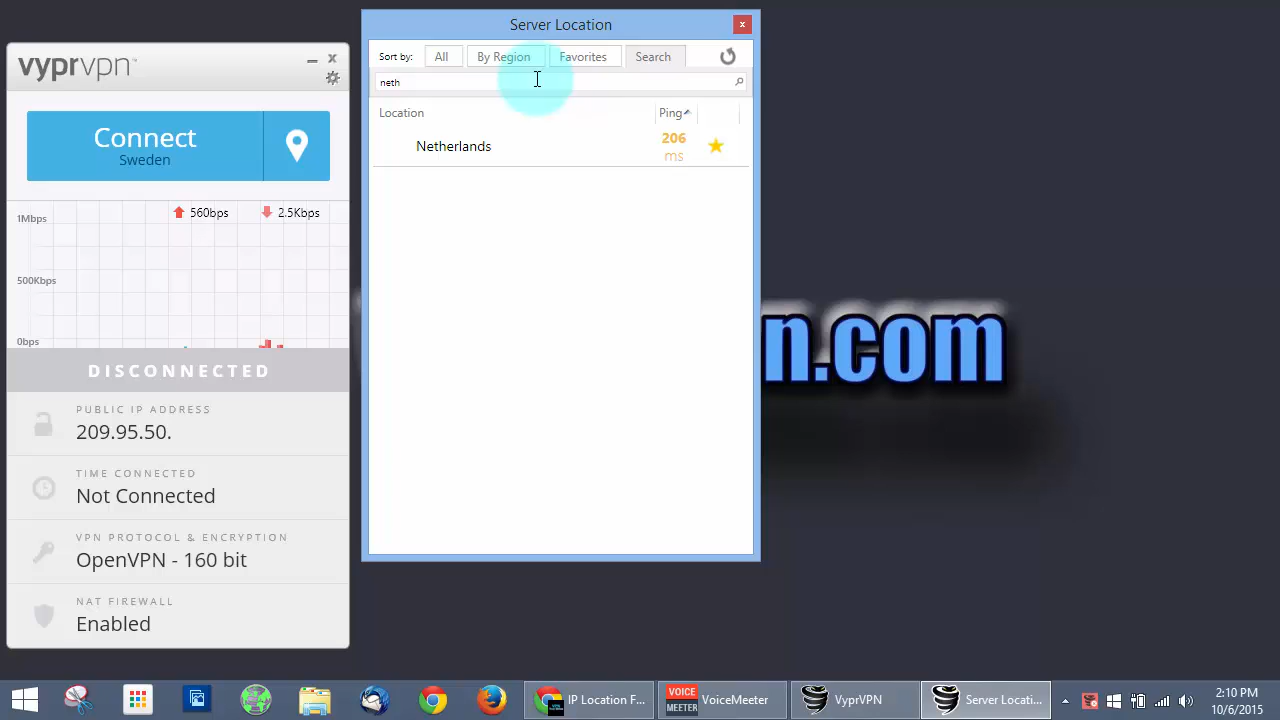 vyprvpn
Connect
Sweden
1Mbps
560bps
2.5Kbps
500Kbps
0bps
DISCONNECTED
PUBLIC IP ADDRESS
209.95.50.
TIME CONNECTED
Not Connected
VPN PROTOCOL & ENCRYPTION
OpenVPN - 160 bit
NAT FIREWALL
Enabled
Server Location
x
Sort by: All By Region Favorites Search
neth
Location Ping
Netherlands 206 ms
n.com
IP Location F...
VOICE MEETER
VoiceMeeter
VyprVPN
Server Locati...
2:10 PM
10/6/2015